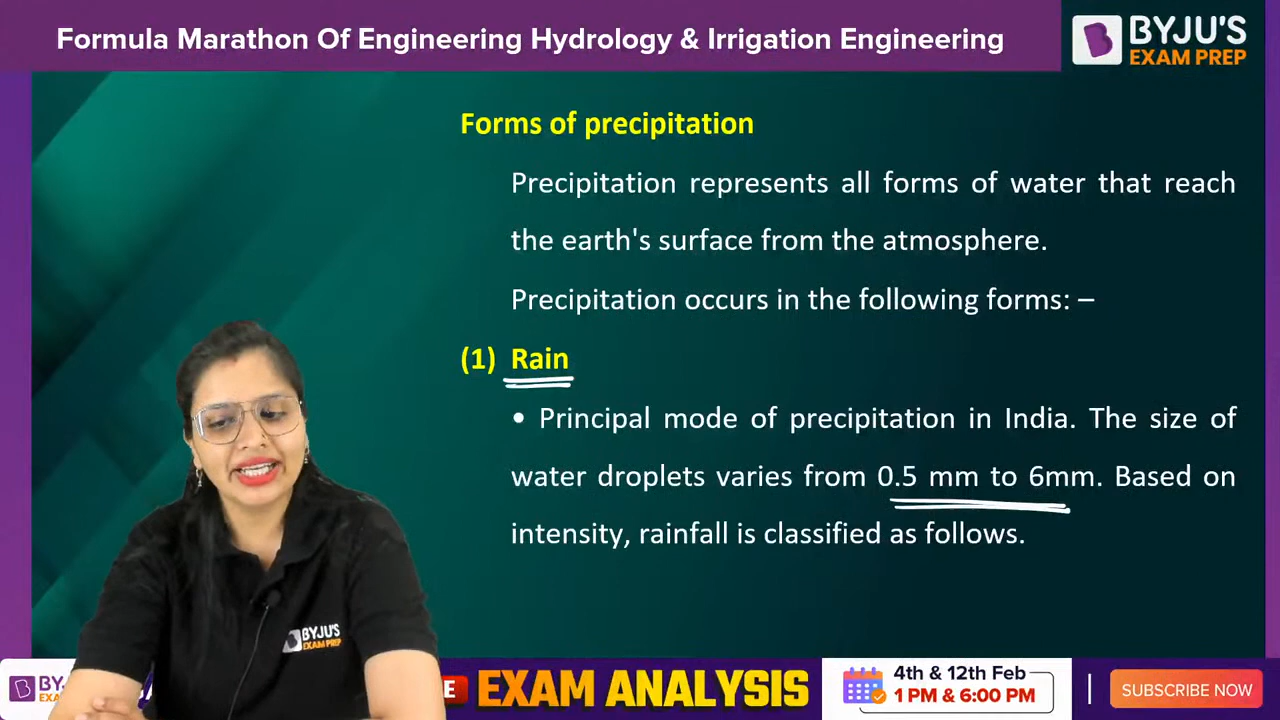 Formula Marathon Of Engineering Hydrology & Irrigation Engineering
BYJU'S
EXAM PREP
Forms of precipitation
Precipitation represents all forms of water that reach
the earth's surface from the atmosphere.
Precipitation occurs in the following forms: –
(1) Rain
• Principal mode of precipitation in India. The size of
water droplets varies from 0.5 mm to 6mm. Based on
intensity, rainfall is classified as follows.
BYJU'S
EXAM PREP
EXAM ANALYSIS
4th & 12th Feb
1 PM & 6:00 PM
SUBSCRIBE NOW